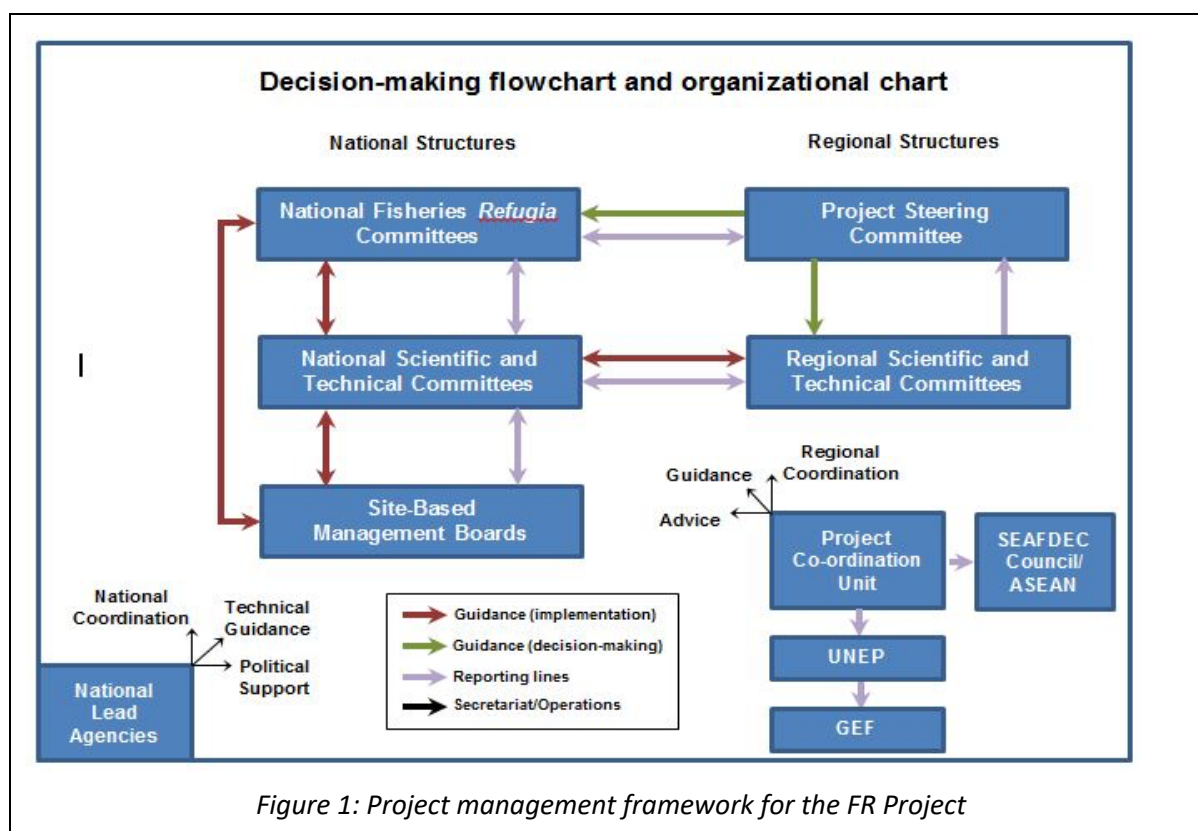 Decision-making flowchart and organizational chart
National Structures
Regional Structures
National Fisheries Refugia
Committees
Project Steering
Committee
National Scientific and
Technical Committees
Regional Scientific and
Technical Committees
Site-Based
Management Boards
Regional
Coordination
Guidance
Advice
Project
Co-ordination
Unit
SEAFDEC
Council/
ASEAN
UNEP
GEF
National
Coordination
Technical
Guidance
Political
Support
National
Lead
Agencies
Guidance (implementation)
Guidance (decision-making)
Reporting lines
Secretariat/Operations
Figure 1: Project management framework for the FR Project